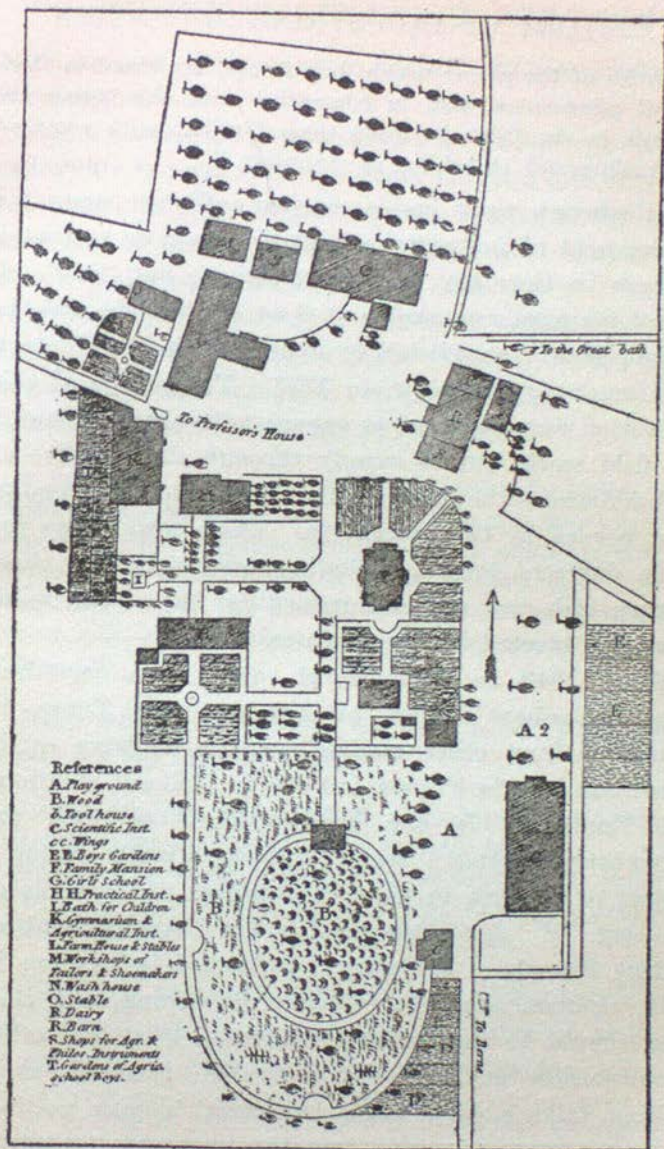 To the Great bath
To Professor's House
A 2
A
B
B
To Berne
References
A. Play ground
B. Wood
b. Tool house
C. Scientific Inst.
cc. Wings
E E. Boys Gardens
F. Family Mansion
G. Girls School
H H. Practical Inst.
I. Bath for Children
K. Gymnasium &
Agricultural Inst.
L. Farm House & Stables
M. Workshops of
Tailors & Shoemakers
N. Wash house
O. Stable
R. Dairy
R. Barn
S. Shops for Agri. &
Philos. Instruments
T. Gardens of Agric.
school boys.